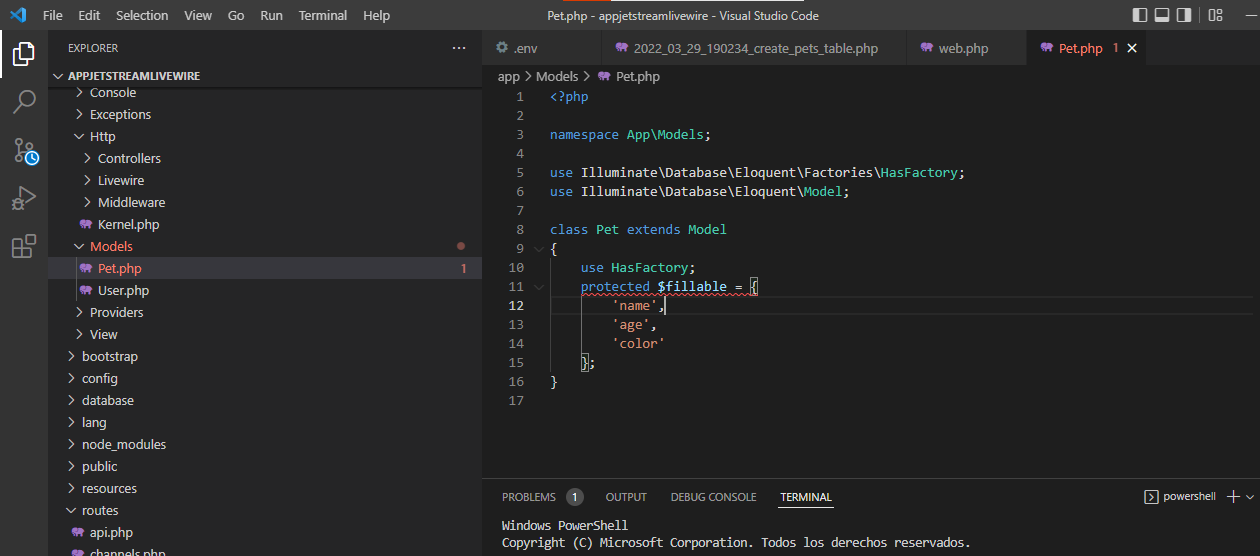 File Edit Selection View Go Run Terminal Help
Pet.php - appjetstreamlivewire - Visual Studio Code
EXPLORER
APPJETSTREAMLIVEWIRE
Console
Exceptions
Http
Controllers
Livewire
Middleware
Kernel.php
Models
Pet.php 1
User.php
Providers
View
bootstrap
config
database
lang
node_modules
public
resources
routes
api.php
channels.php
.env 2022_03_29_190234_create_pets_table.php web.php Pet.php 1
app > Models > Pet.php
1 <?php
2
3 namespace App\Models;
4
5 use Illuminate\Database\Eloquent\Factories\HasFactory;
6 use Illuminate\Database\Eloquent\Model;
7
8 class Pet extends Model
9 {
10 use HasFactory;
11 protected $fillable = {
12 'name',
13 'age',
14 'color'
15 };
16 }
17
PROBLEMS 1 OUTPUT DEBUG CONSOLE TERMINAL powershell
Windows PowerShell
Copyright (C) Microsoft Corporation. Todos los derechos reservados.